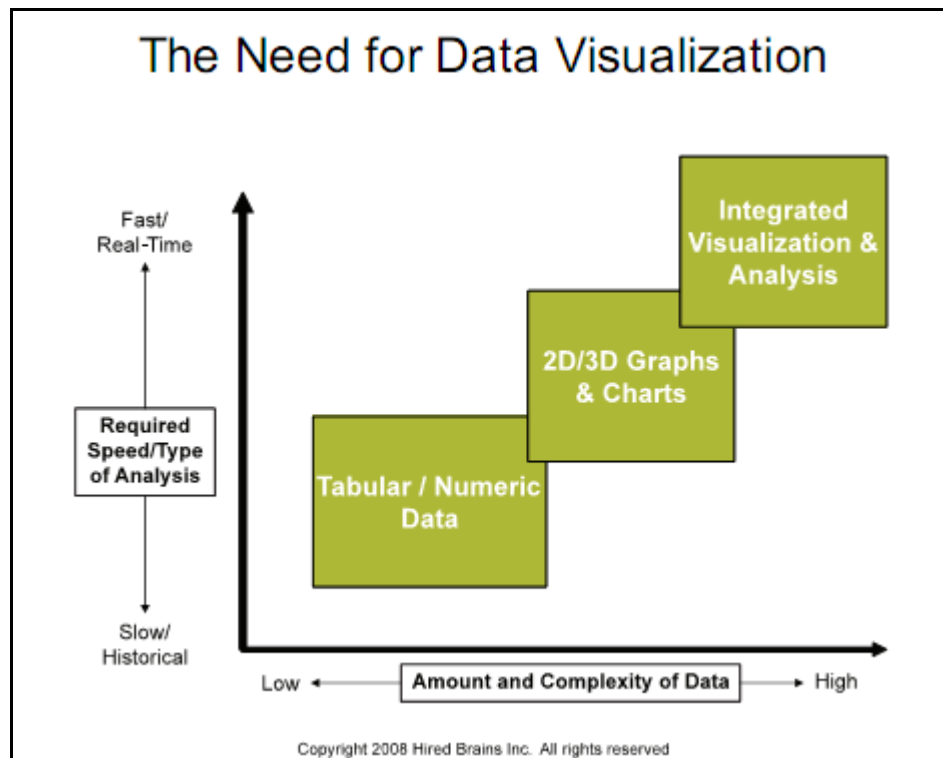 The Need for Data Visualization
Fast/
Real-Time
Required
Speed/Type
of Analysis
Slow/
Historical
Integrated
Visualization &
Analysis
2D/3D Graphs
& Charts
Tabular / Numeric
Data
Low
Amount and Complexity of Data
High
Copyright 2008 Hired Brains Inc. All rights reserved